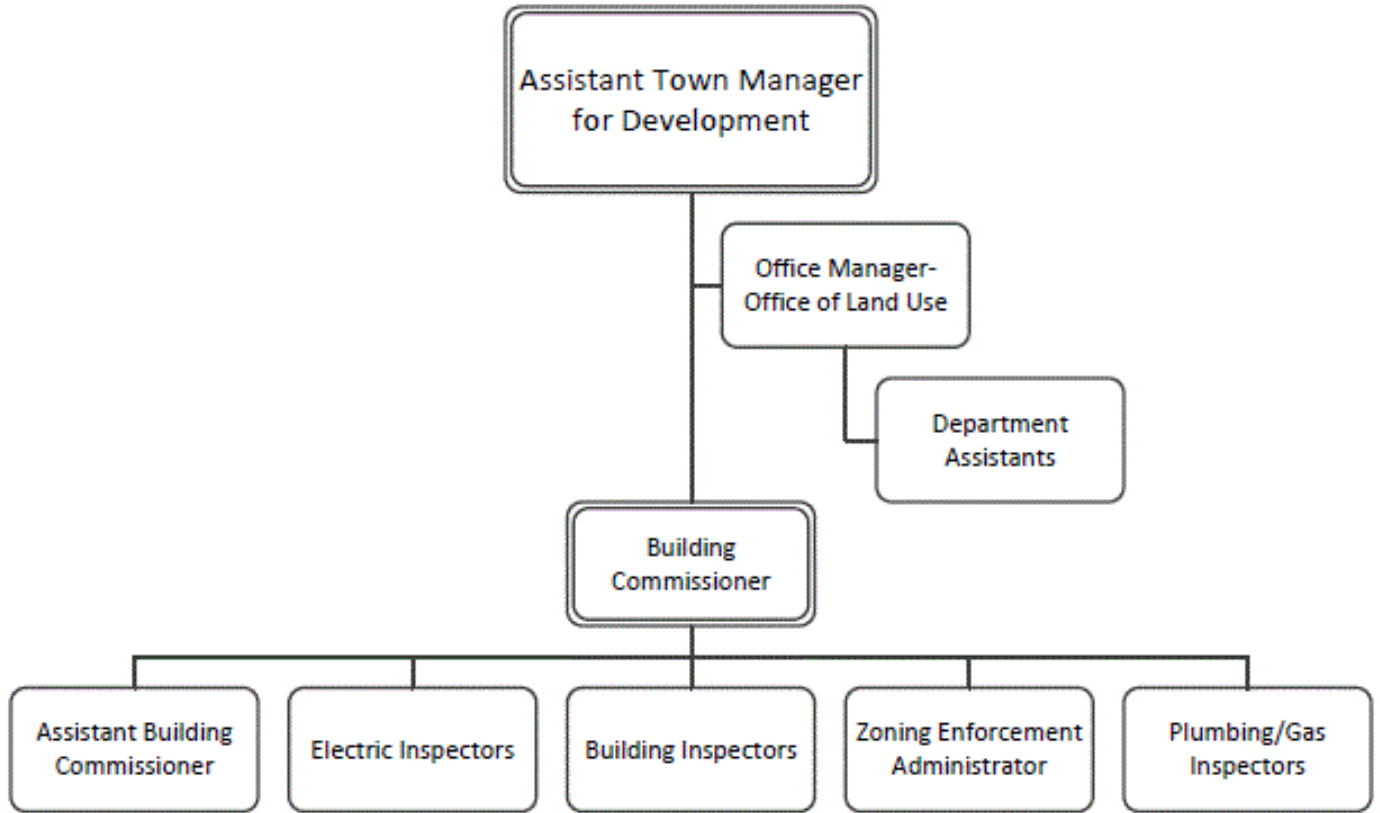 Assistant Town Manager
for Development
Office Manager-
Office of Land Use
Department
Assistants
Building
Commissioner
Assistant Building
Commissioner
Electric Inspectors
Building Inspectors
Zoning Enforcement
Administrator
Plumbing/Gas
Inspectors